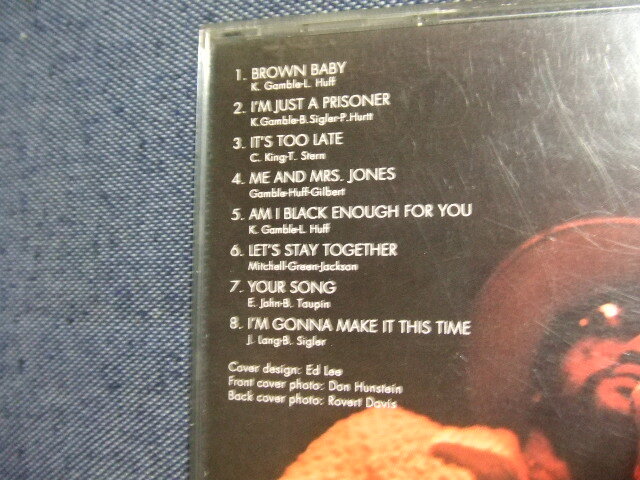 1. BROWN BABY
K. Gamble-L. Huff
2. I'M JUST A PRISONER
K.Gamble-B.Sigler-P.Hurtt
3. IT'S TOO LATE
C. King-T. Stern
4. ME AND MRS. JONES
Gamble-Huff-Gilbert
5. AM I BLACK ENOUGH FOR YOU
K. Gamble-L. Huff
6. LET'S STAY TOGETHER
Mitchell-Green-Jackson
7. YOUR SONG
E. John-B. Taupin
8. I'M GONNA MAKE IT THIS TIME
J. Lang-B. Sigler
Cover design: Ed Lee
Front cover photo: Don Hunstein
Back cover photo: Rovert Davis